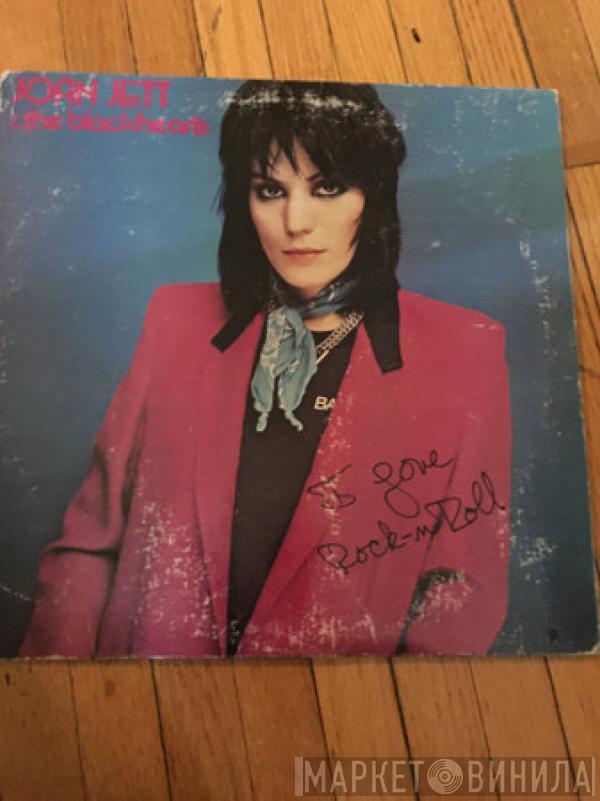 JOAN JETT
& the blackhearts
BA
I Love
Rock-n Roll
МАРКЕТ ВИНИЛА